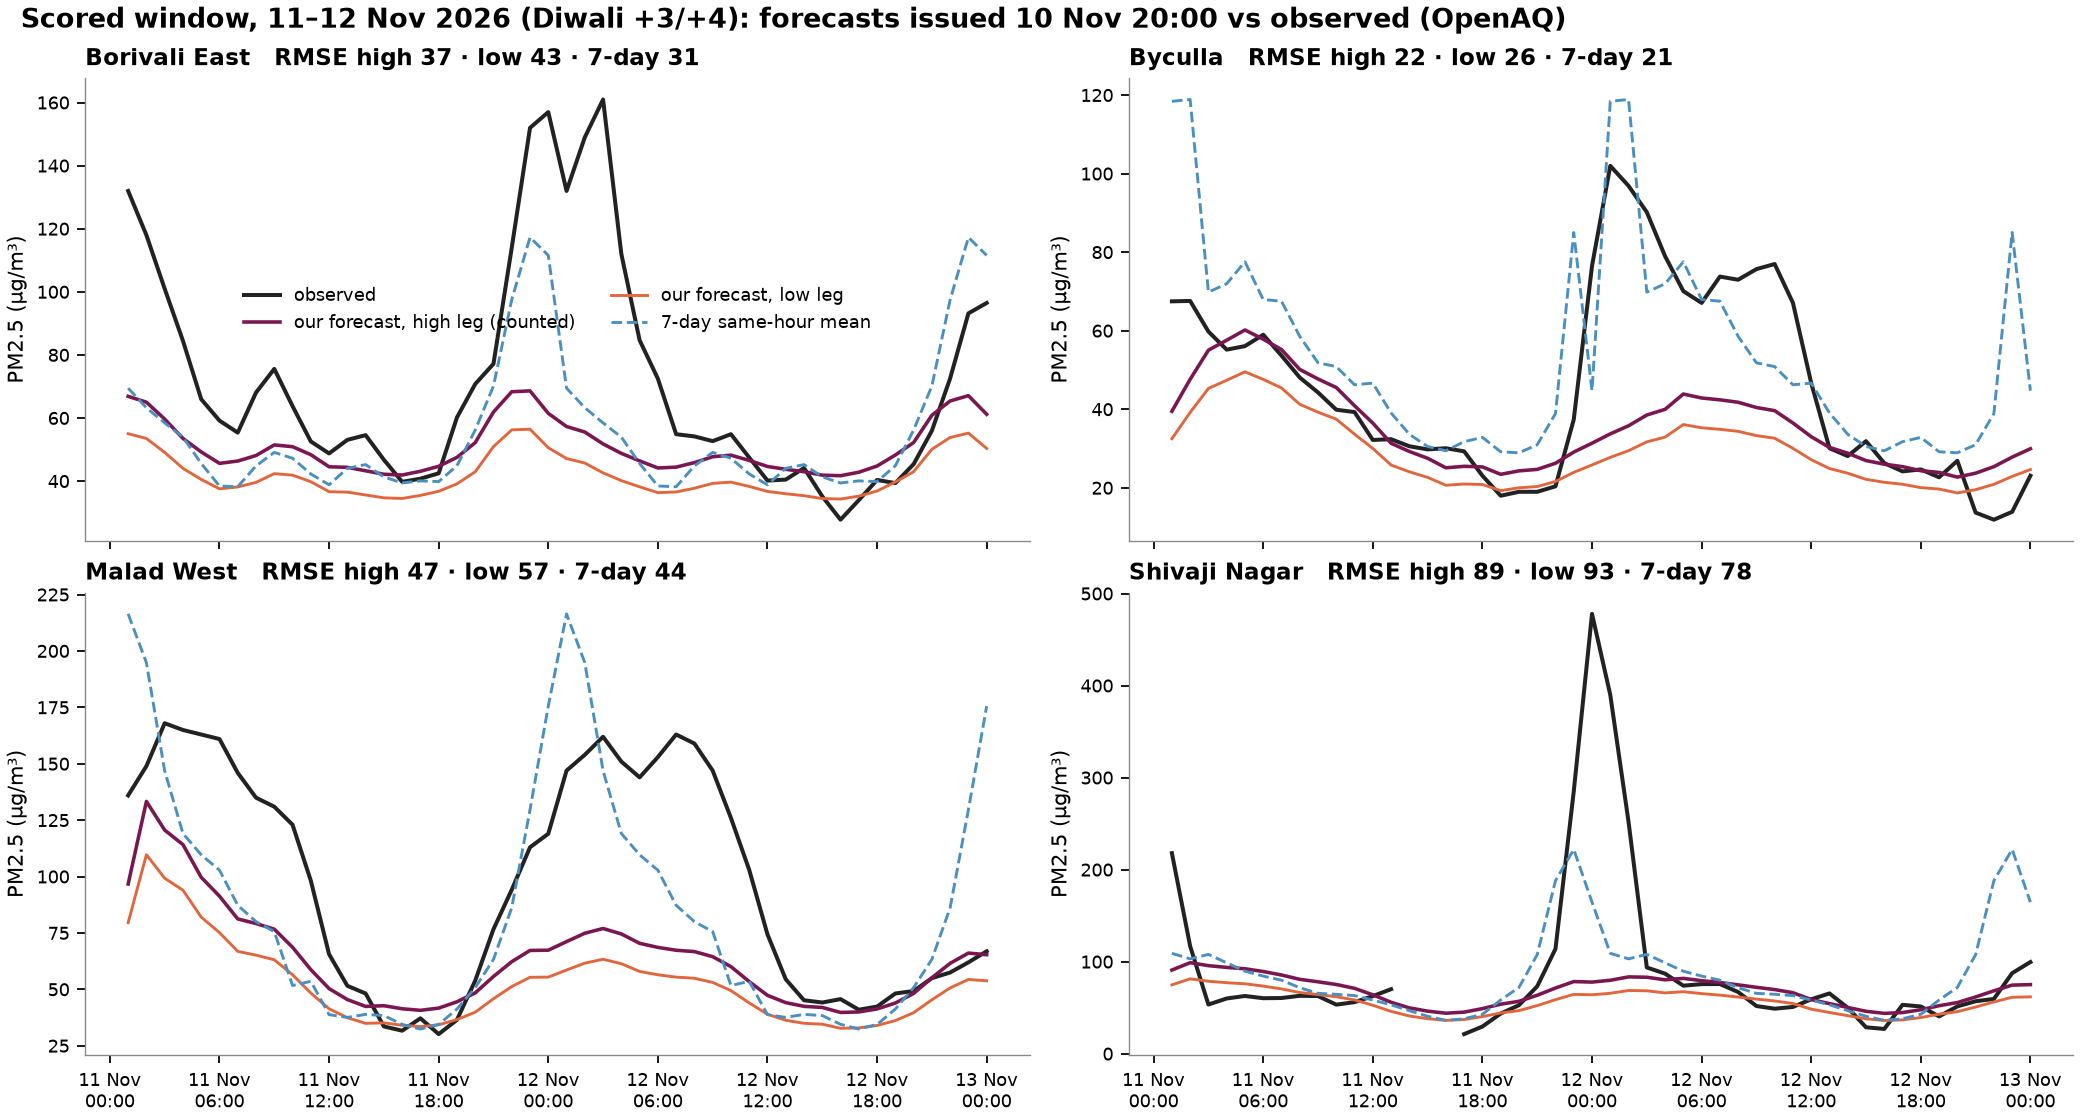 Scored window, 11–12 Nov 2026 (Diwali +3/+4): forecasts issued 10 Nov 20:00 vs observed (OpenAQ)
Borivali East   RMSE high 37 · low 43 · 7-day 31
PM2.5 (µg/m³)
160
140
120
100
80
60
40
observed
our forecast, high leg (counted)
our forecast, low leg
7-day same-hour mean
Byculla   RMSE high 22 · low 26 · 7-day 21
PM2.5 (µg/m³)
120
100
80
60
40
20
Malad West   RMSE high 47 · low 57 · 7-day 44
PM2.5 (µg/m³)
225
200
175
150
125
100
75
50
25
11 Nov 00:00
11 Nov 06:00
11 Nov 12:00
11 Nov 18:00
12 Nov 00:00
12 Nov 06:00
12 Nov 12:00
12 Nov 18:00
13 Nov 00:00
Shivaji Nagar   RMSE high 89 · low 93 · 7-day 78
PM2.5 (µg/m³)
500
400
300
200
100
0
11 Nov 00:00
11 Nov 06:00
11 Nov 12:00
11 Nov 18:00
12 Nov 00:00
12 Nov 06:00
12 Nov 12:00
12 Nov 18:00
13 Nov 00:00